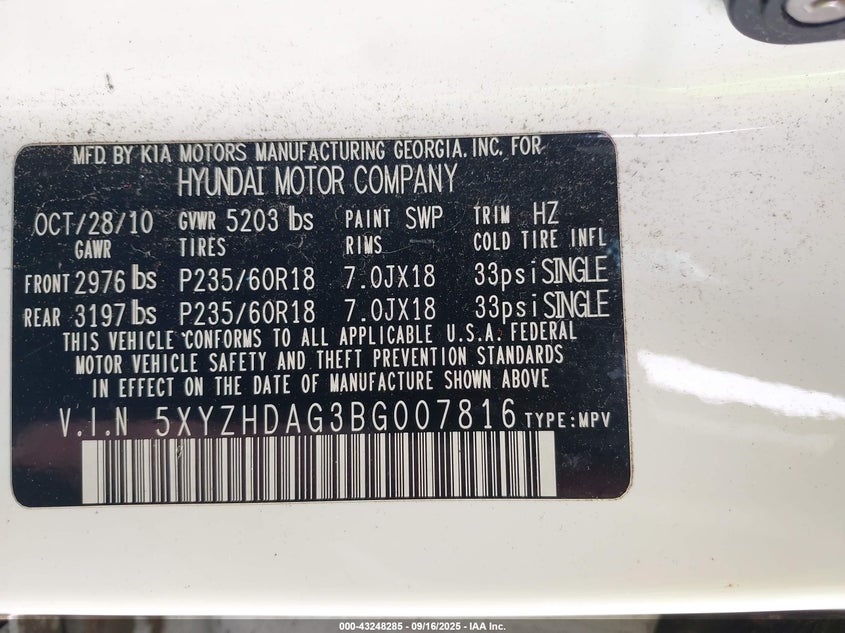 MFD. BY KIA MOTORS MANUFACTURING GEORGIA, INC. FOR
HYUNDAI MOTOR COMPANY
OCT/28/10 GVWR 5203 lbs PAINT SWP TRIM HZ
GAWR TIRES RIMS COLD TIRE INFL
FRONT 2976 lbs P235/60R18 7.0JX18 33psi SINGLE
REAR 3197 lbs P235/60R18 7.0JX18 33psi SINGLE
THIS VEHICLE CONFORMS TO ALL APPLICABLE U.S.A. FEDERAL
MOTOR VEHICLE SAFETY AND THEFT PREVENTION STANDARDS
IN EFFECT ON THE DATE OF MANUFACTURE SHOWN ABOVE
V.I.N 5XYZHDAG3BG007816 TYPE:MPV
000-43248285 - 09/16/2025 - IAA Inc.